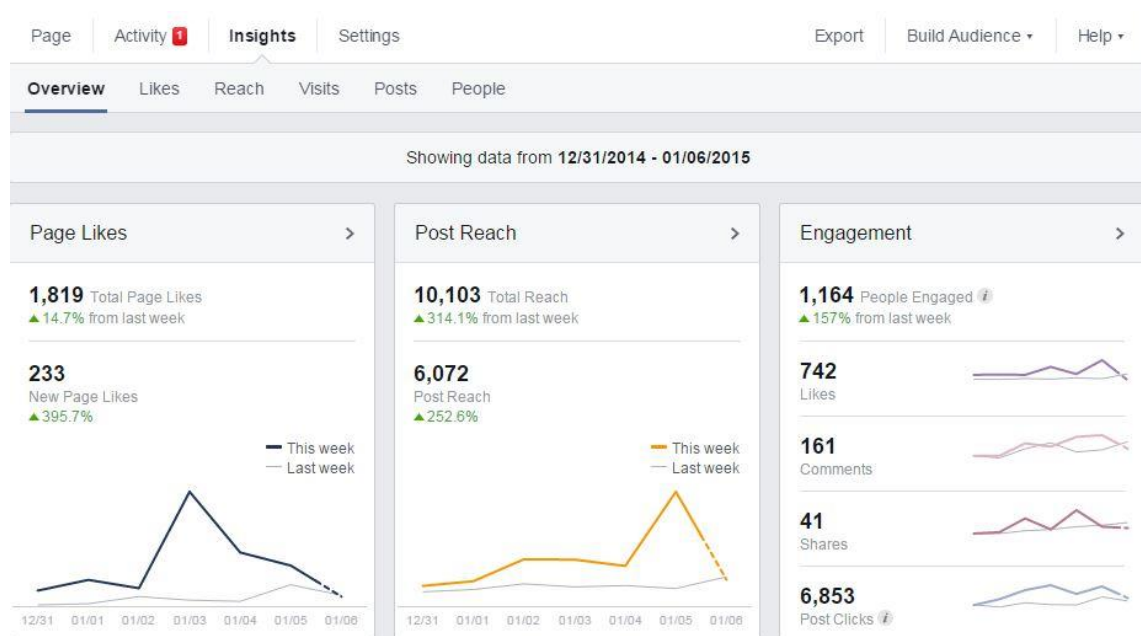 Page Activity 1 Insights Settings Export Build Audience Help
Overview Likes Reach Visits Posts People
Showing data from 12/31/2014 - 01/06/2015
Page Likes
1,819 Total Page Likes
14.7% from last week
233
New Page Likes
395.7%
This week
Last week
12/31 01/01 01/02 01/03 01/04 01/05 01/06
Post Reach
10,103 Total Reach
314.1% from last week
6,072
Post Reach
252.6%
This week
Last week
12/31 01/01 01/02 01/03 01/04 01/05 01/06
Engagement
1,164 People Engaged i
157% from last week
742
Likes
161
Comments
41
Shares
6,853
Post Clicks i